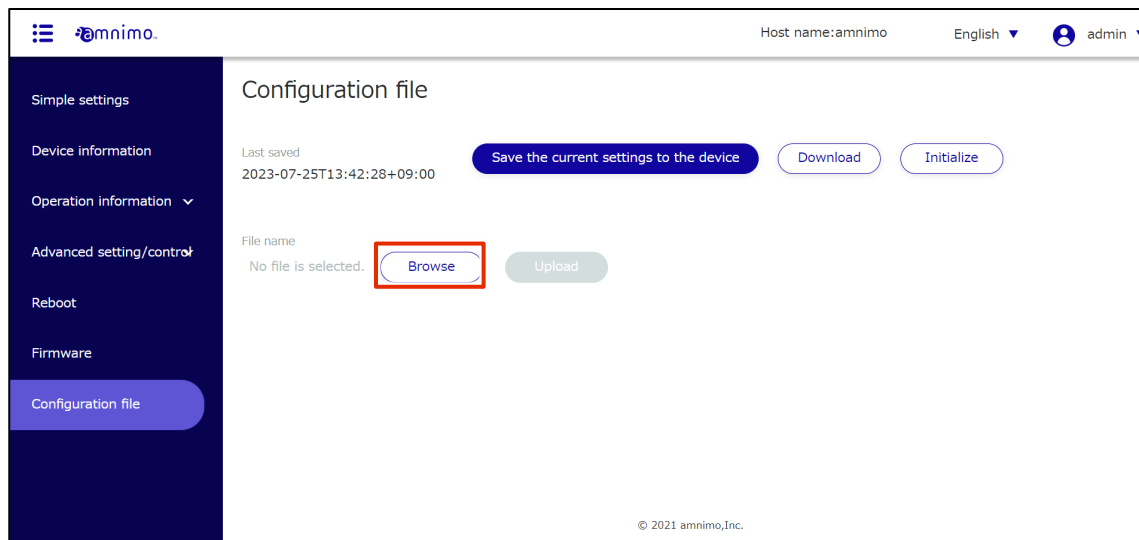 amnimo
Host name:amnimo
English
admin
Simple settings
Device information
Operation information
Advanced setting/control
Reboot
Firmware
Configuration file
Configuration file
Last saved
2023-07-25T13:42:28+09:00
Save the current settings to the device
Download
Initialize
File name
No file is selected.
Browse
Upload
© 2021 amnimo,Inc.